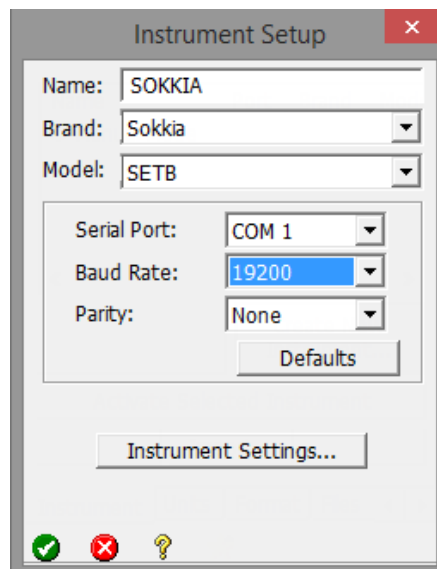 Instrument Setup
Name: SOKKIA
Brand: Sokkia
Model: SETB
Serial Port: COM 1
Baud Rate: 19200
Parity: None
Defaults
Instrument Settings...